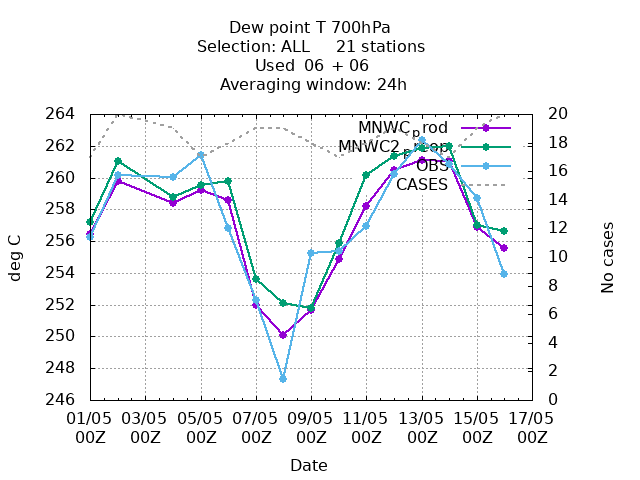 Dew point T 700hPa
Selection: ALL 21 stations
Used 06 + 06
Averaging window: 24h
264 20
262 18
260 16
258 14
256 12
254 10
252 8
250 6
248 4
246 2
0
deg C
No cases
MNWC_prod
MNWC2_preop
OBS
CASES
01/05 03/05 05/05 07/05 09/05 11/05 13/05 15/05 17/05
00Z 00Z 00Z 00Z 00Z 00Z 00Z 00Z 00Z
Date